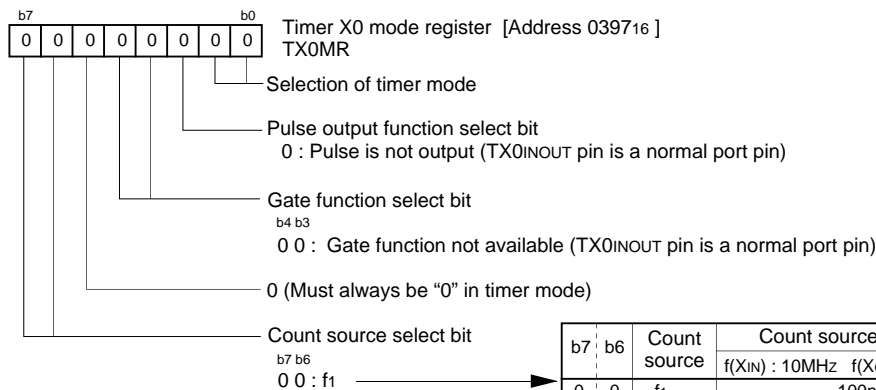 b7 b0
0 0 0 0 0 0 0 0
Timer X0 mode register [Address 039716 ]
TX0MR
Selection of timer mode
Pulse output function select bit
0 : Pulse is not output (TX0INOUT pin is a normal port pin)
Gate function select bit
b4 b3
0 0 : Gate function not available (TX0INOUT pin is a normal port pin)
0 (Must always be “0” in timer mode)
Count source select bit
b7 b6
0 0 : f1
b7 b6 Count source Count source
f(XIN) : 10MHz
0 0 f1